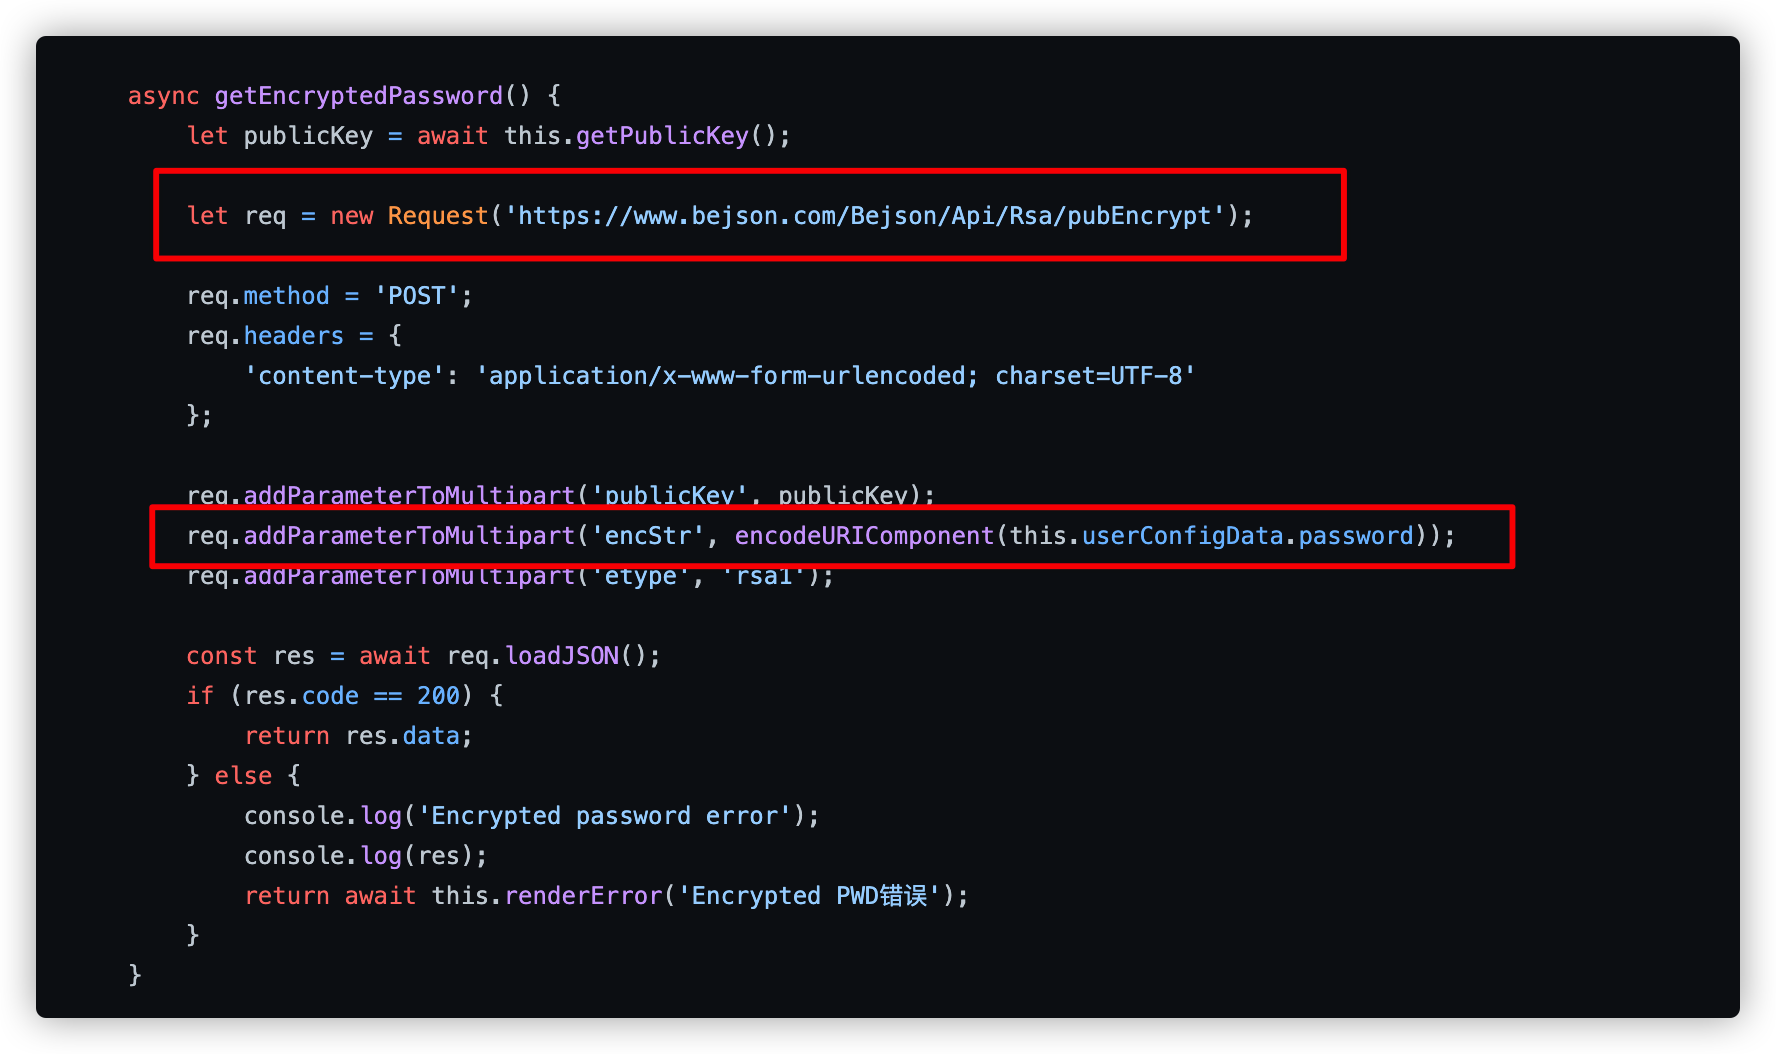 async getEncryptedPassword() {
let publicKey = await this.getPublicKey();
let req = new Request('https://www.bejson.com/Bejson/Api/Rsa/pubEncrypt');
req.method = 'POST';
req.headers = {
'content-type': 'application/x-www-form-urlencoded; charset=UTF-8'
};
req.addParameterToMultipart('publicKey', publicKey);
req.addParameterToMultipart('encStr', encodeURIComponent(this.userConfigData.password));
req.addParameterToMultipart('etype', 'rsa1');
const res = await req.loadJSON();
if (res.code == 200) {
return res.data;
} else {
console.log('Encrypted password error');
console.log(res);
return await this.renderError('Encrypted PWD错误');
}
}